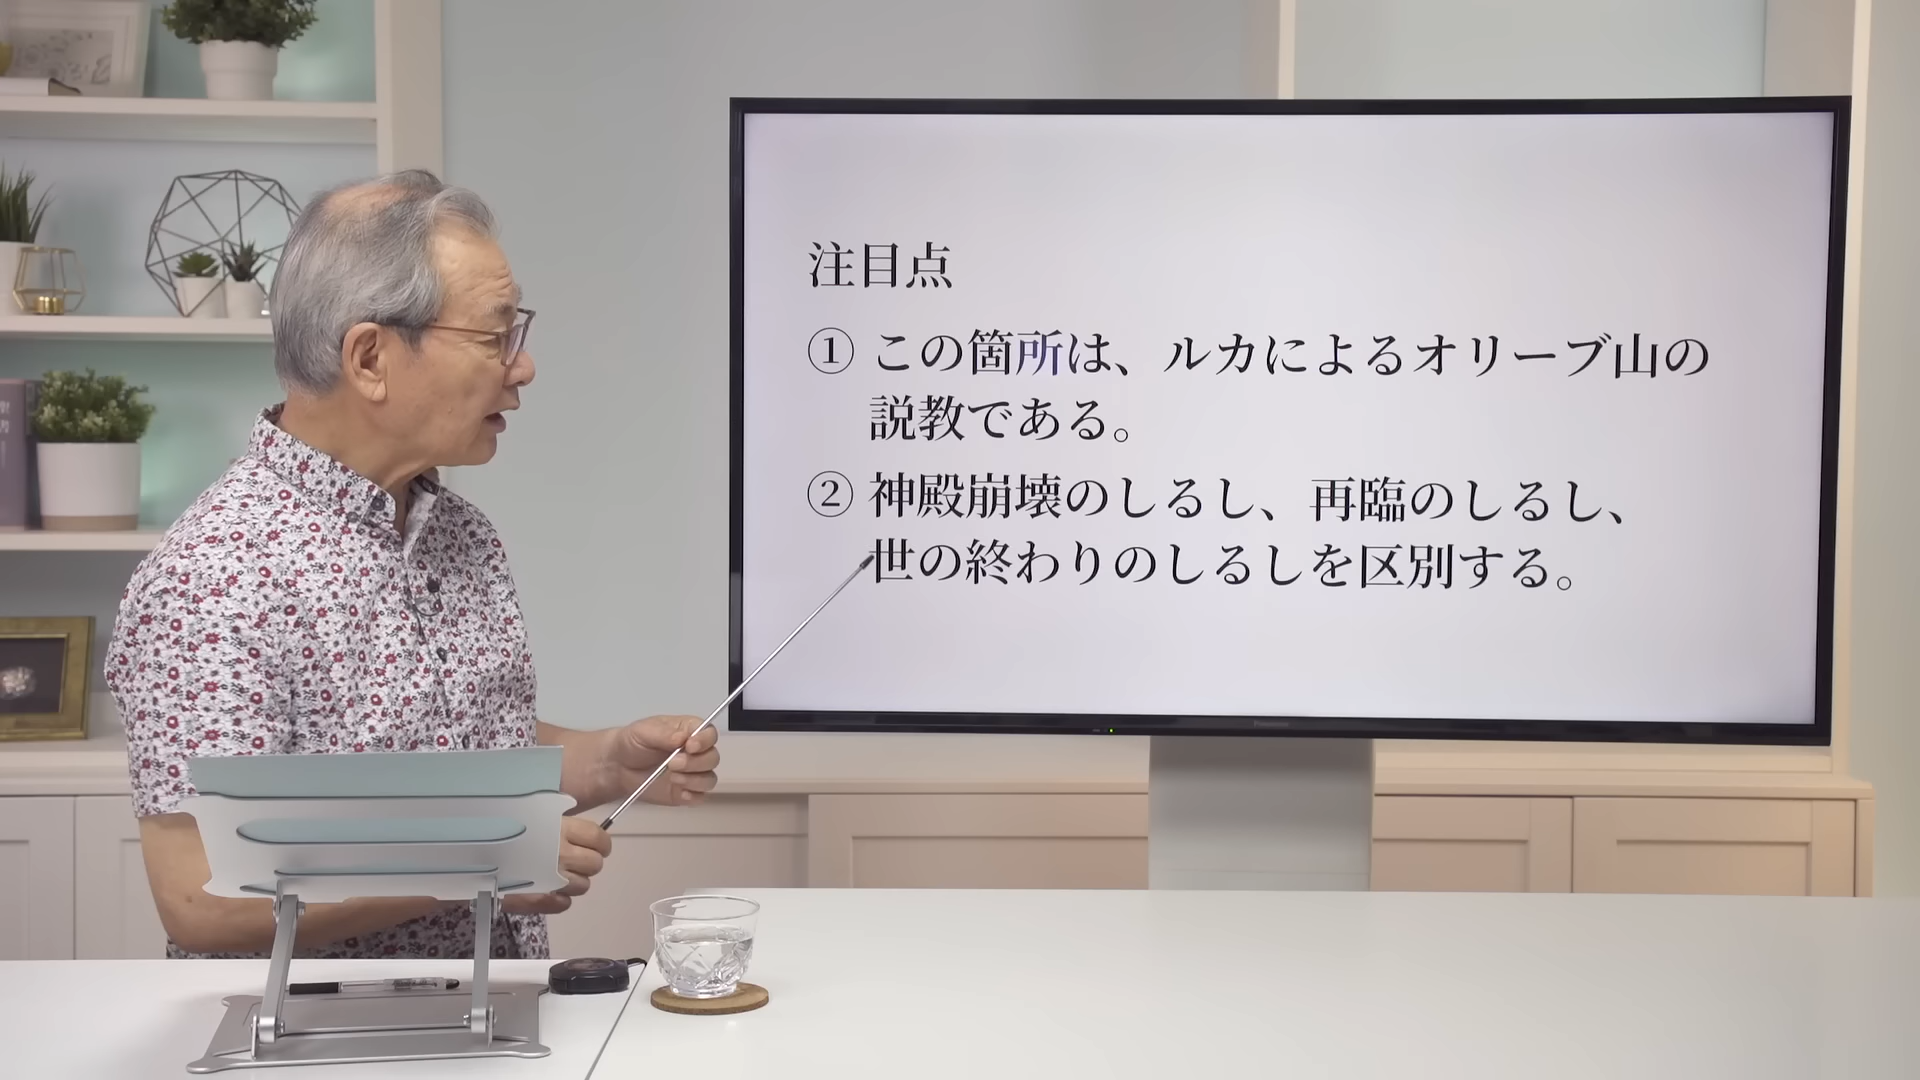 注目点
① この箇所は、ルカによるオリーブ山の
説教である。
② 神殿崩壊のしるし、再臨のしるし、
世の終わりのしるしを区別する。